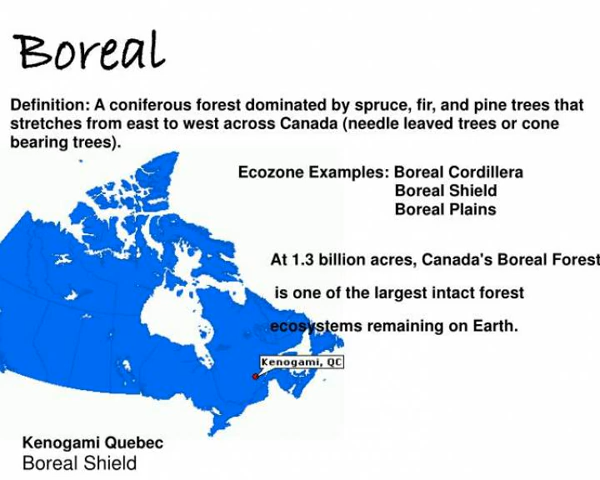 Boreal
Definition: A coniferous forest dominated by spruce, fir, and pine trees that
stretches from east to west across Canada (needle leaved trees or cone
bearing trees).
Ecozone Examples: Boreal Cordillera
Boreal Shield
Boreal Plains
At 1.3 billion acres, Canada's Boreal Forest
is one of the largest intact forest
ecosystems remaining on Earth.
Kenogami, QC
Kenogami Quebec
Boreal Shield